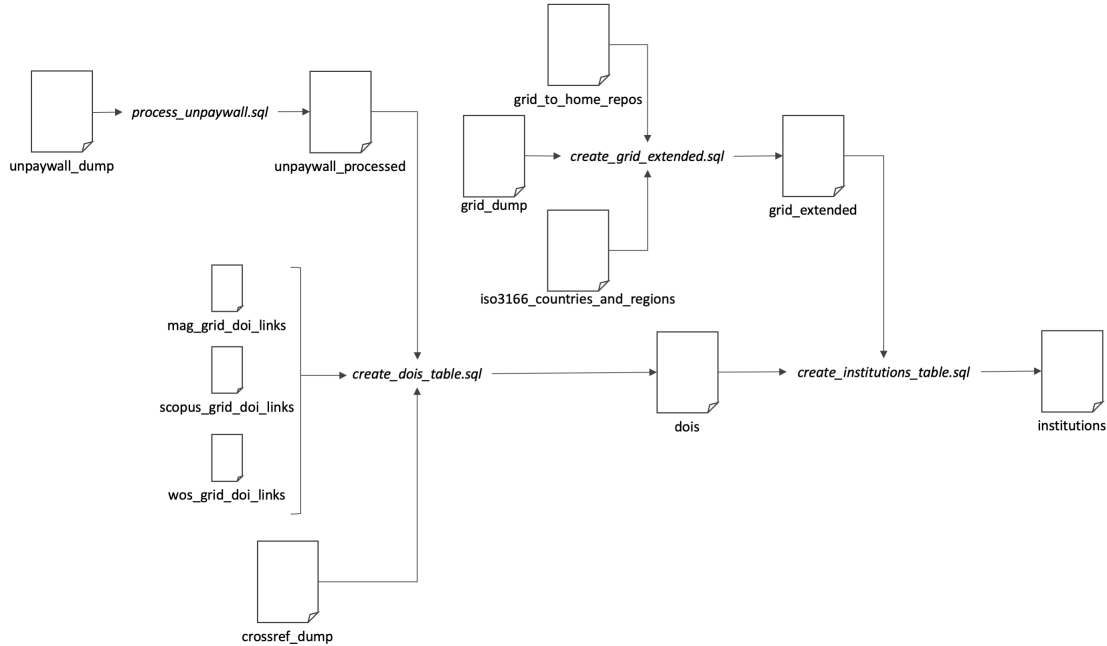 grid_to_home_repos
unpaywall_dump
process_unpaywall.sql
unpaywall_processed
grid_dump
create_grid_extended.sql
grid_extended
iso3166_countries_and_regions
mag_grid_doi_links
scopus_grid_doi_links
wos_grid_doi_links
create_dois_table.sql
dois
create_institutions_table.sql
institutions
crossref_dump